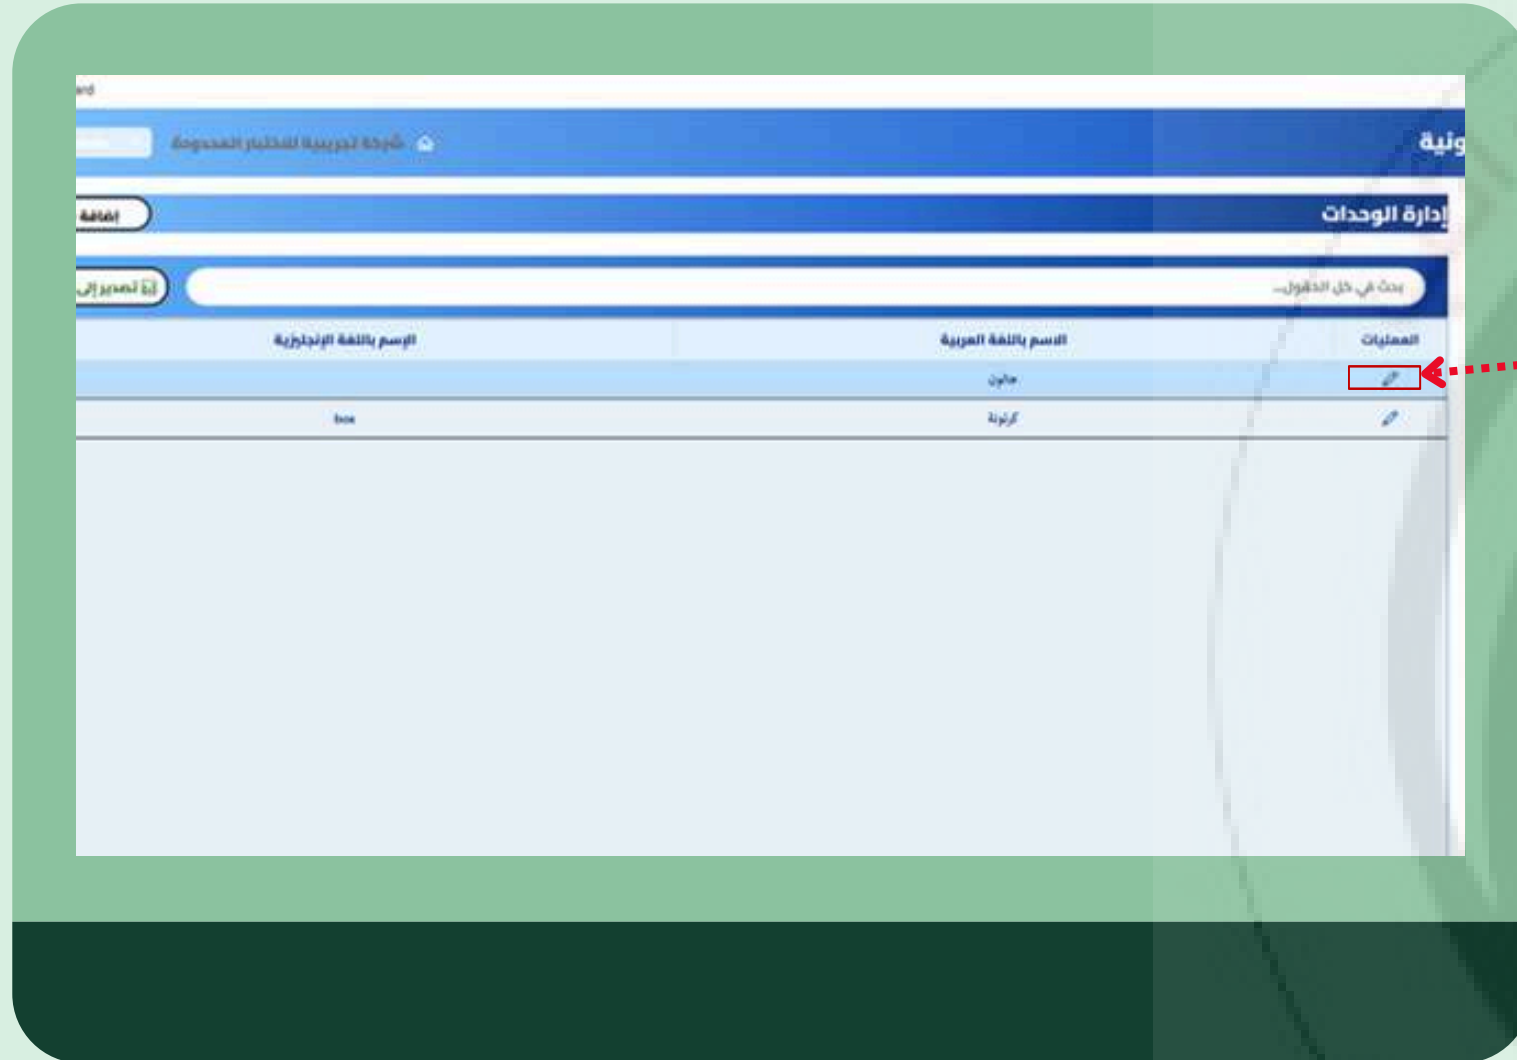 ard
ونية
شركة تجريبية للاختبار المحدودة
إدارة الوحدات
إضافة
بحث في كل الحقول...
تصدير إلى
العمليات الاسم باللغة العربية الإسم باللغة الإنجليزية
جالون
كرتونة box